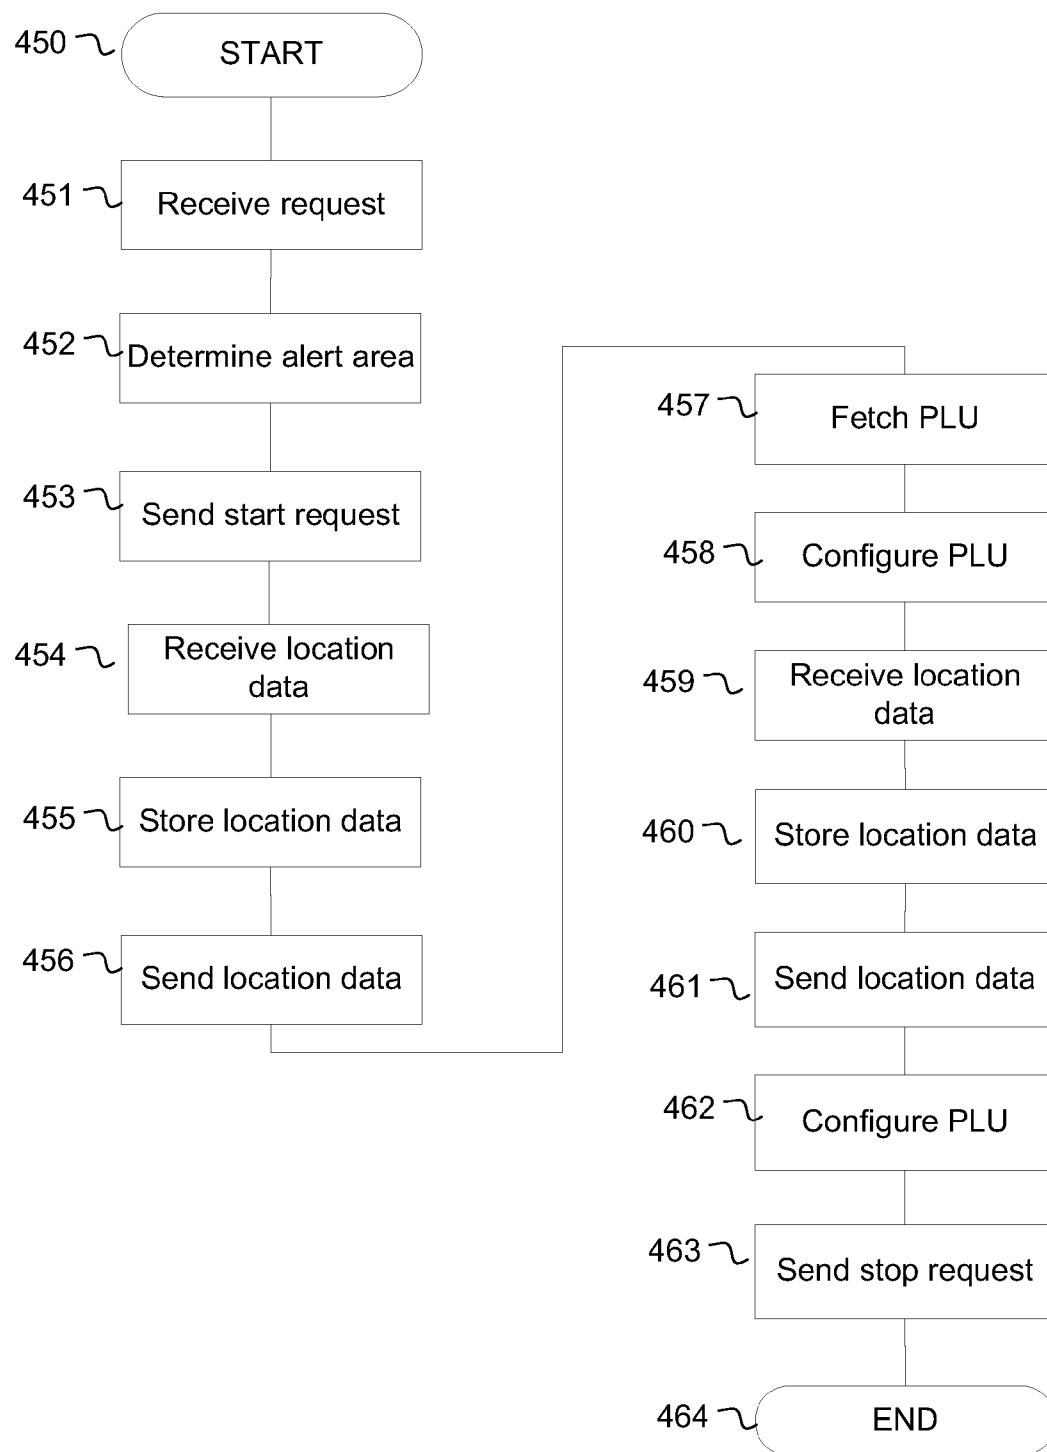 450
START
451
Receive request
452
Determine alert area
453
Send start request
454
Receive location
data
455
Store location data
456
Send location data
457
Fetch PLU
458
Configure PLU
459
Receive location
data
460
Store location data
461
Send location data
462
Configure PLU
463
Send stop request
464
END